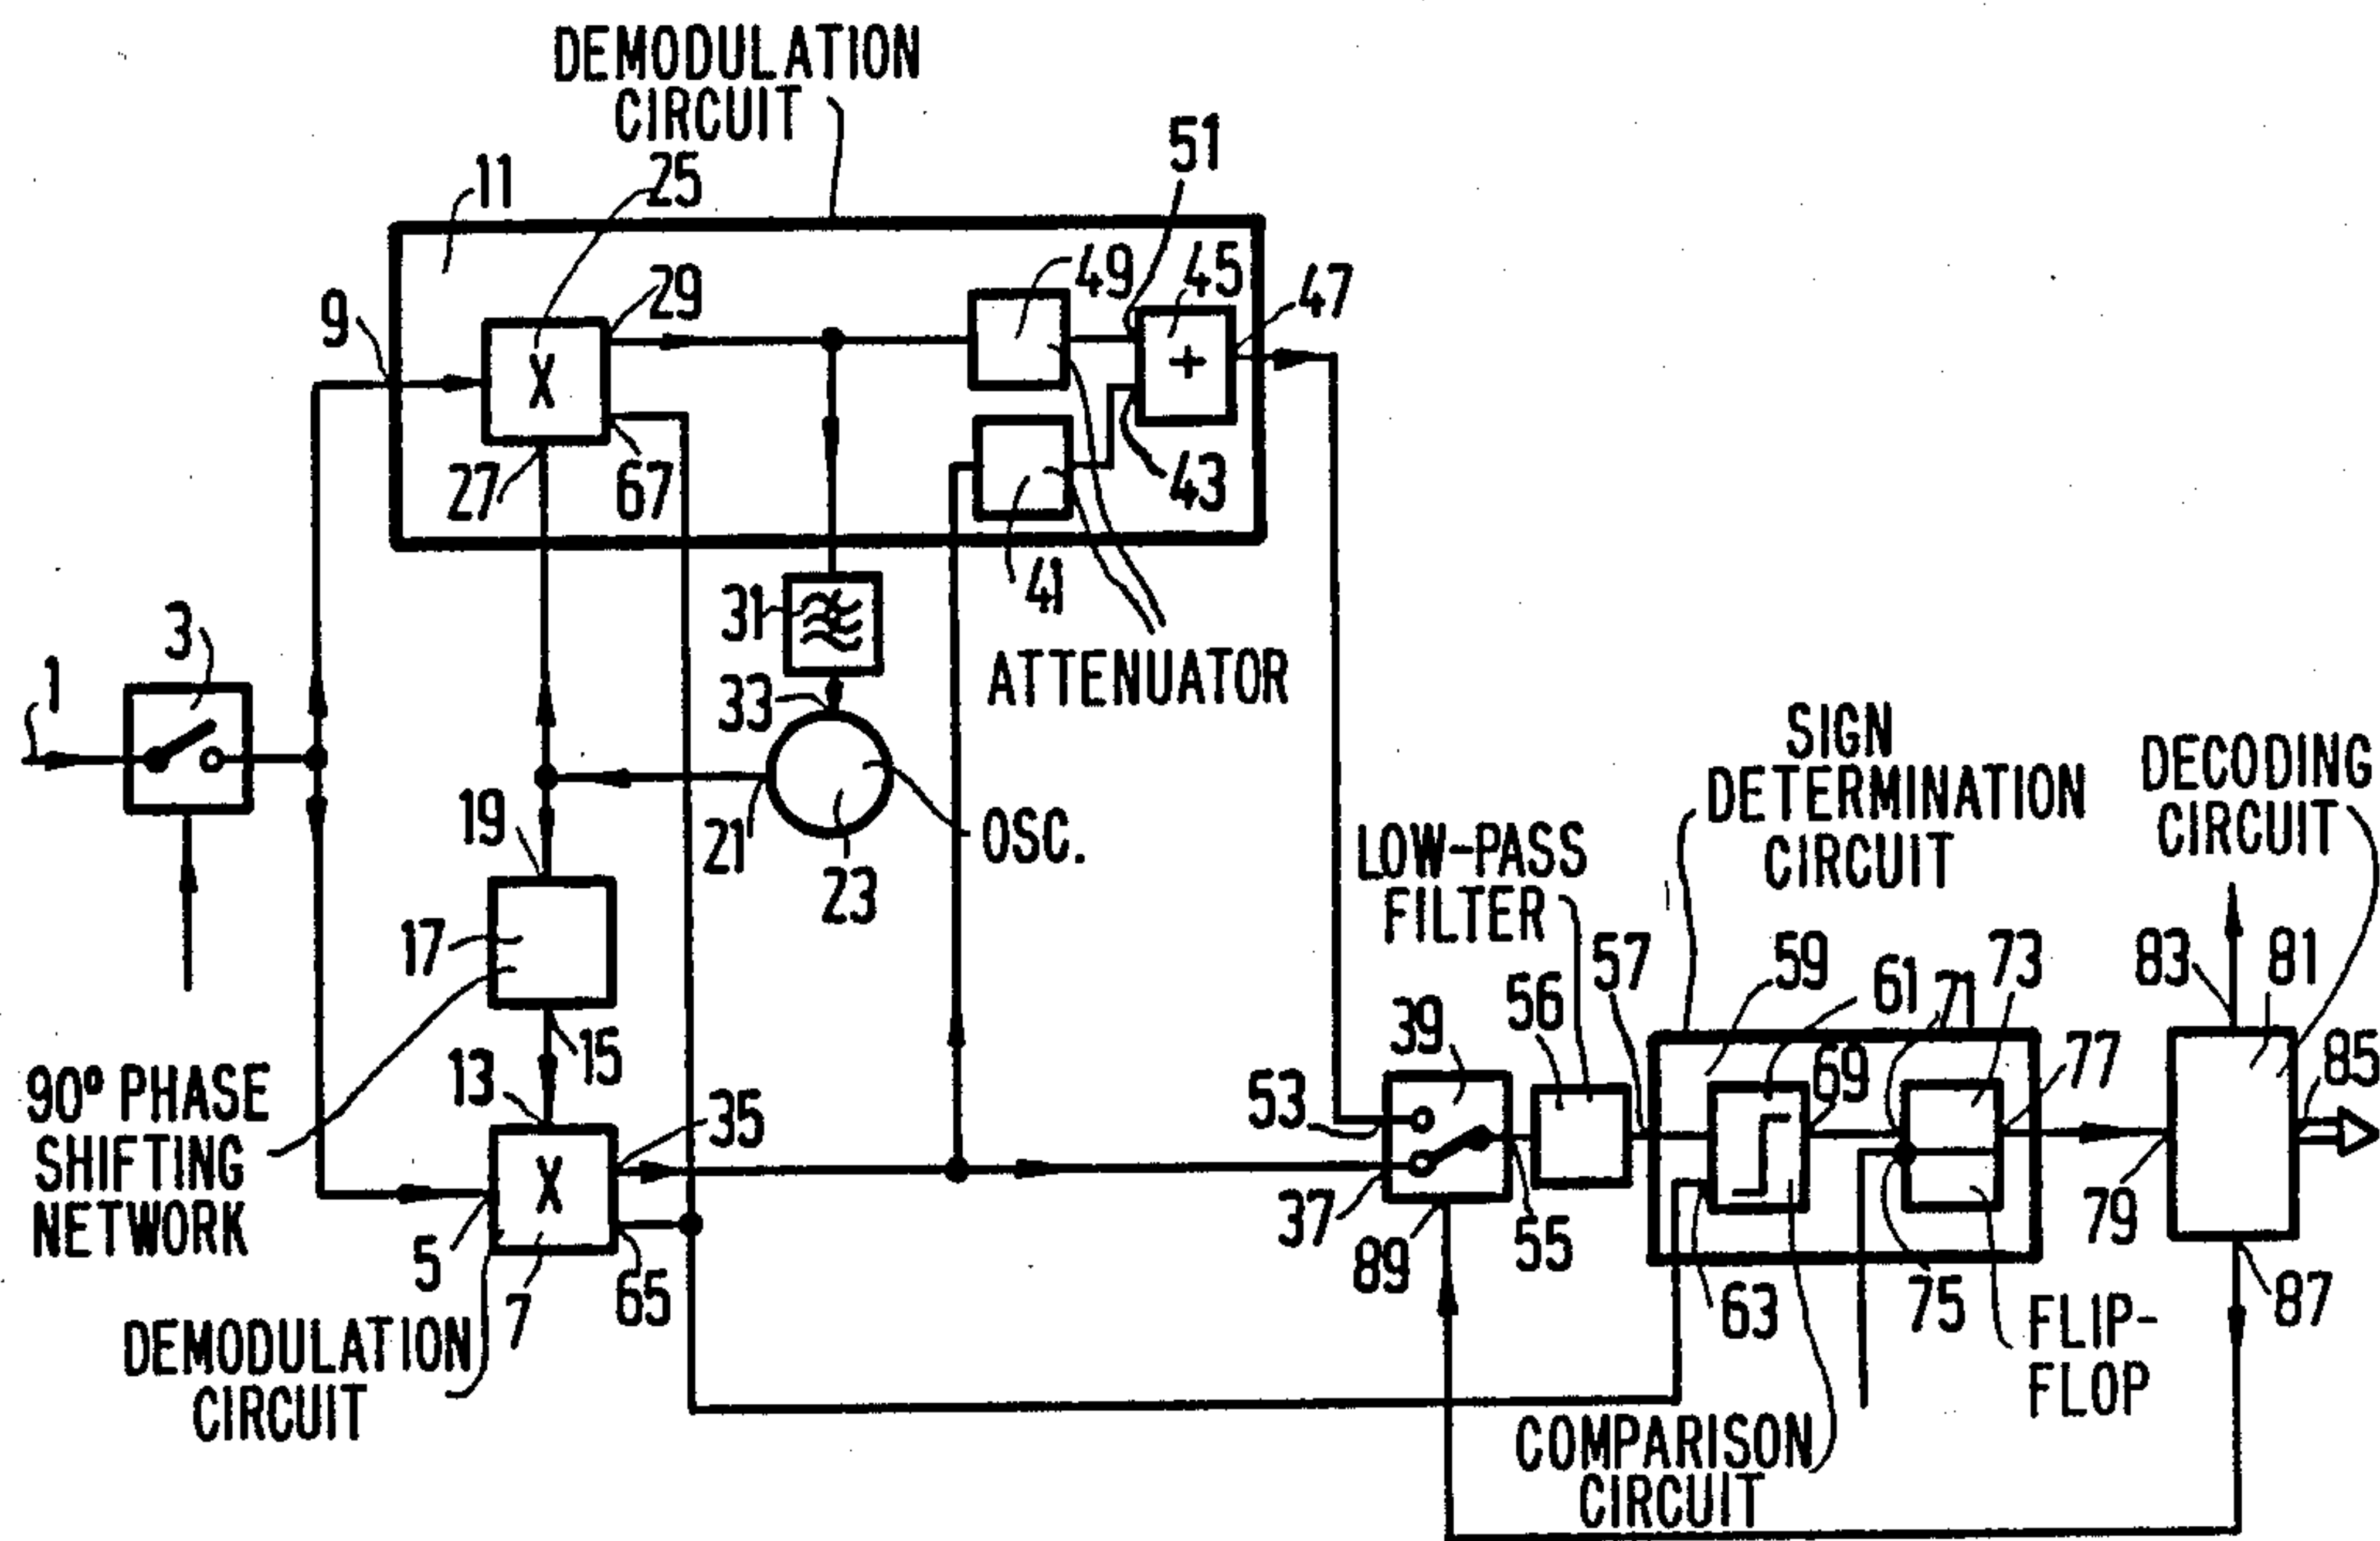 DEMODULATION
CIRCUIT
51
11
25
29
49
45
47
9
X
+
27
67
43
41
31
33
ATTENUATOR
3
1
19
21
OSC.
23
17
15
13
90° PHASE
SHIFTING
NETWORK
35
X
5
7
65
DEMODULATION
CIRCUIT
SIGN
DETERMINATION
CIRCUIT
DECODING
CIRCUIT
LOW-PASS
FILTER
57
59
61
71
73
83
81
56
39
69
77
85
53
37
89
55
63
75
79
87
FLIP-
FLOP
COMPARISON
CIRCUIT